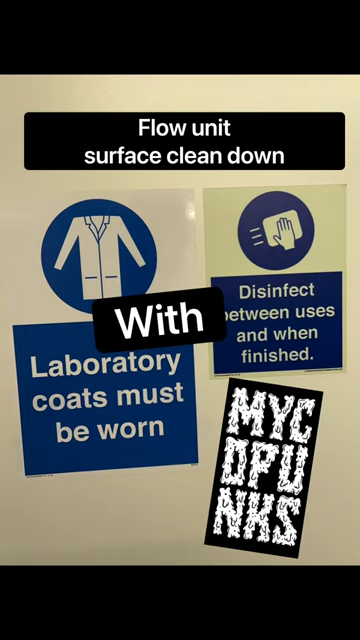 Flow unit
surface clean down
With
Laboratory
coats must
be worn
Disinfect
between uses
and when
finished.
MYC
OPU
NKS